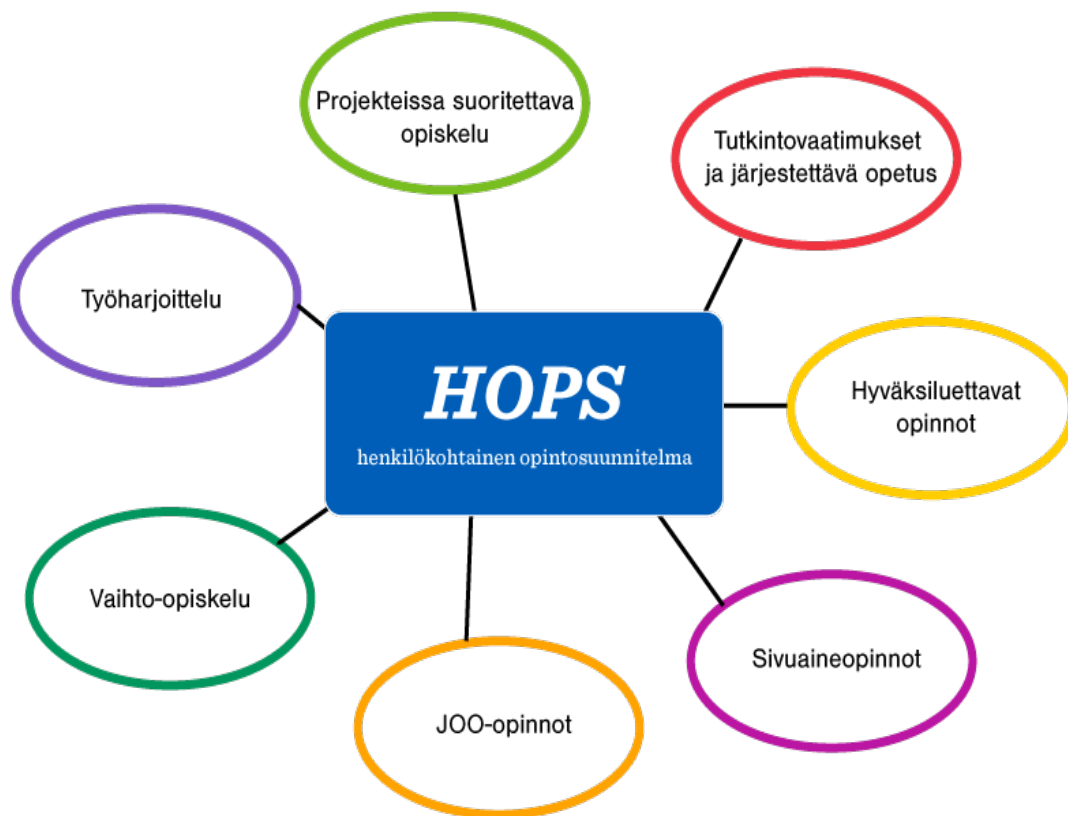 Projekteissa suoritettava
opiskelu
Tutkintovaatimukset
ja järjestettävä opetus
Työharjoittelu
HOPS
henkilökohtainen opintosuunnitelma
Hyväksiluettavat
opinnot
Vaihto-opiskelu
Sivuaineopinnot
JOO-opinnot